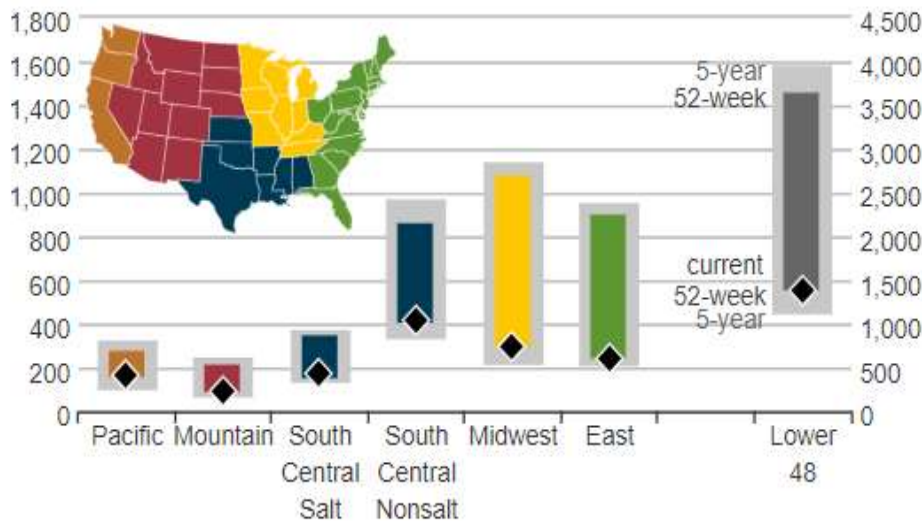 1,800
1,600
1,400
1,200
1,000
800
600
400
200
0
4,500
4,000
3,500
3,000
2,500
2,000
1,500
1,000
500
0
5-year
52-week
current
52-week
5-year
Pacific
Mountain
South
Central
Salt
South
Central
Nonsalt
Midwest
East
Lower
48